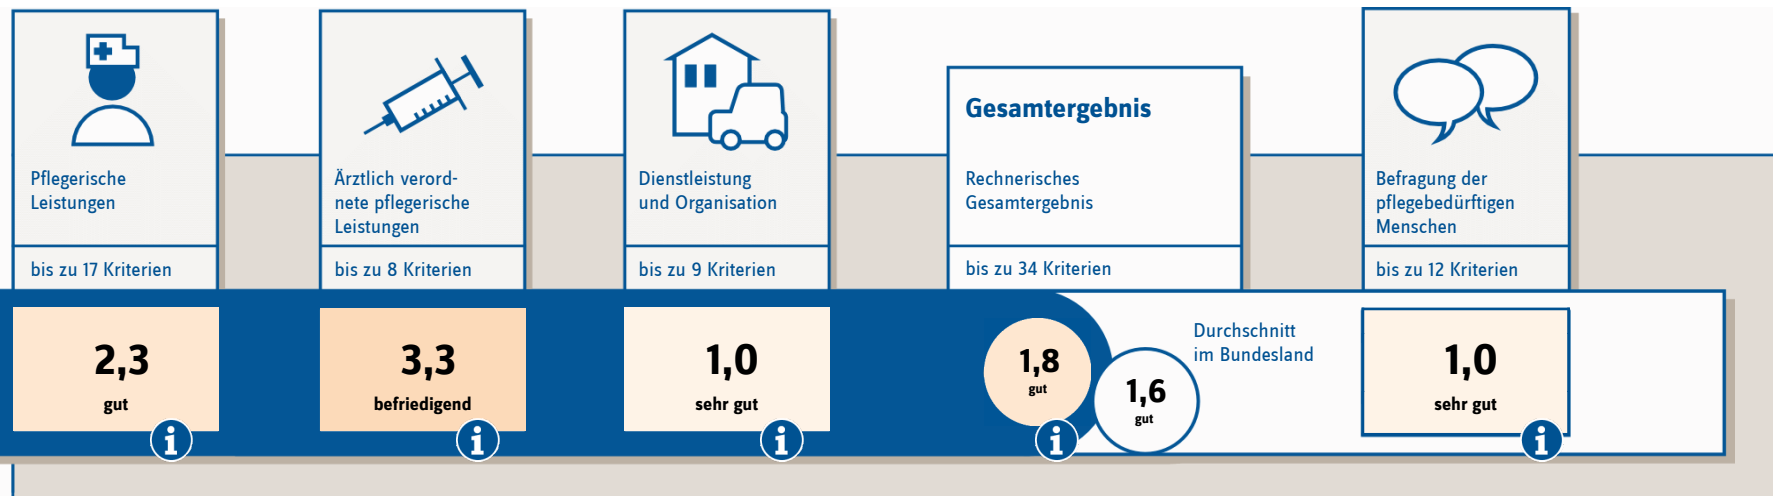 Pflegerische
Leistungen
bis zu 17 Kriterien
2,3
gut
i
Ärztlich verord-
nete pflegerische
Leistungen
bis zu 8 Kriterien
3,3
befriedigend
i
Dienstleistung
und Organisation
bis zu 9 Kriterien
1,0
sehr gut
i
Gesamtergebnis
Rechnerisches
Gesamtergebnis
bis zu 34 Kriterien
1,8
gut
i
1,6
gut
Durchschnitt
im Bundesland
Befragung der
pflegebedürftigen
Menschen
bis zu 12 Kriterien
1,0
sehr gut
i